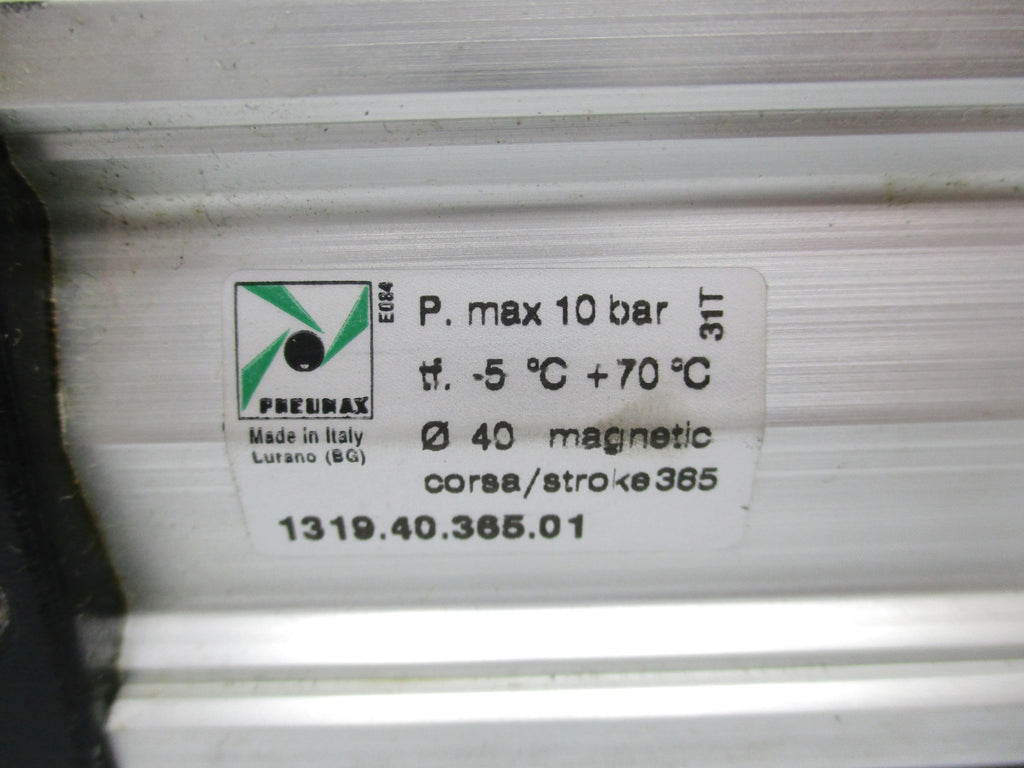 PNEUMAX
Made in Italy
Lurano (BG)
E084
P. max 10 bar
31T
tf. -5 °C +70 °C
Ø 40 magnetic
corsa/stroke 365
1319.40.365.01